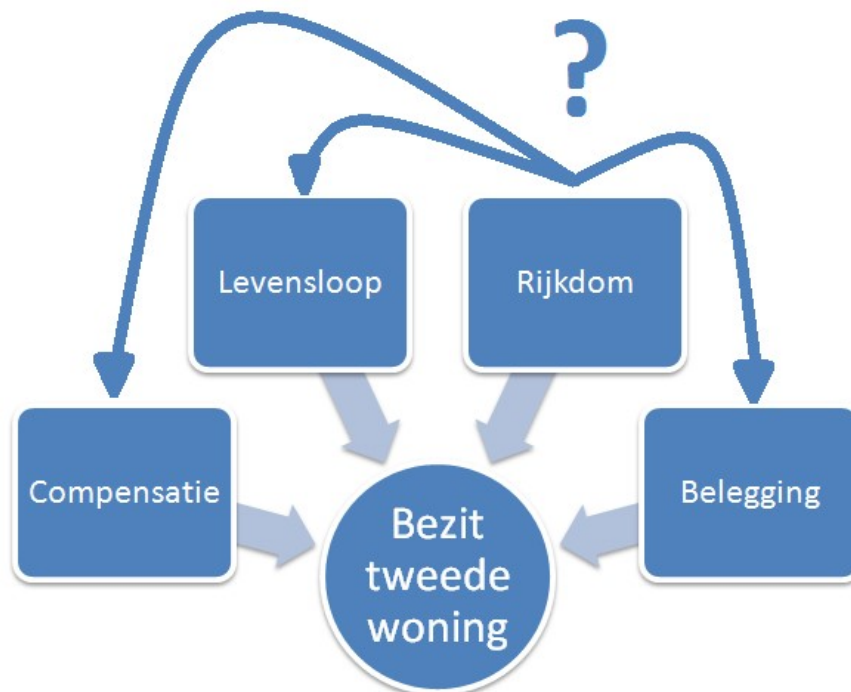 ?
Levensloop
Rijkdom
Compensatie
Belegging
Bezit
tweede
woning